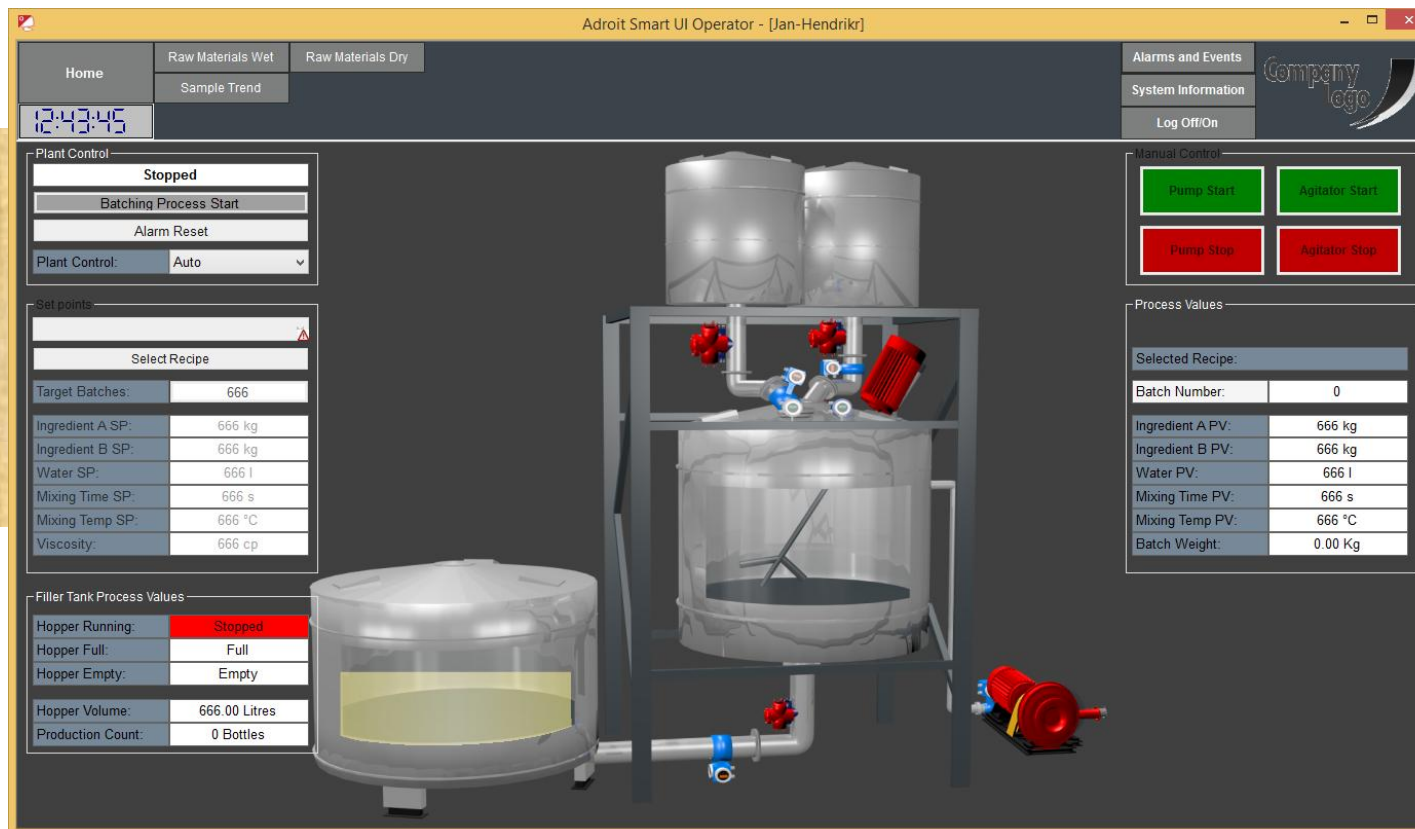 Adroit Smart UI Operator - [Jan-Hendrikr]
Home
Raw Materials Wet
Raw Materials Dry
Sample Trend
12:43:45
Alarms and Events
System Information
Log Off/On
Company
logo
Plant Control
Stopped
Batching Process Start
Alarm Reset
Plant Control: Auto
Set points
Select Recipe
Target Batches: 666
Ingredient A SP: 666 kg
Ingredient B SP: 666 kg
Water SP: 666 l
Mixing Time SP: 666 s
Mixing Temp SP: 666 °C
Viscosity: 666 cp
Filler Tank Process Values
Hopper Running: Stopped
Hopper Full: Full
Hopper Empty: Empty
Hopper Volume: 666.00 Litres
Production Count: 0 Bottles
Manual Control
Pump Start
Agitator Start
Pump Stop
Agitator Stop
Process Values
Selected Recipe:
Batch Number: 0
Ingredient A PV: 666 kg
Ingredient B PV: 666 kg
Water PV: 666 l
Mixing Time PV: 666 s
Mixing Temp PV: 666 °C
Batch Weight: 0.00 Kg